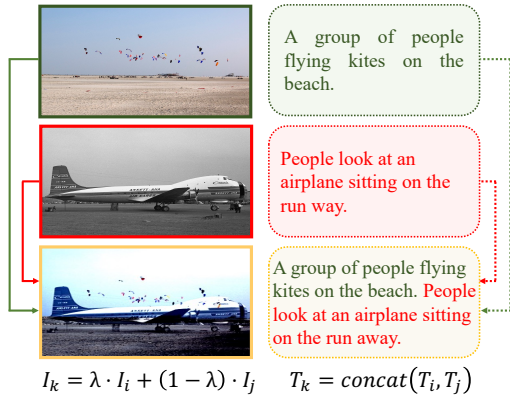 A group of people
flying kites on the
beach.
People look at an
airplane sitting on the
run way.
A group of people flying
kites on the beach. People
look at an airplane sitting
on the run away.
I_k = λ · I_i + (1 − λ) · I_j
T_k = concat(T_i, T_j)